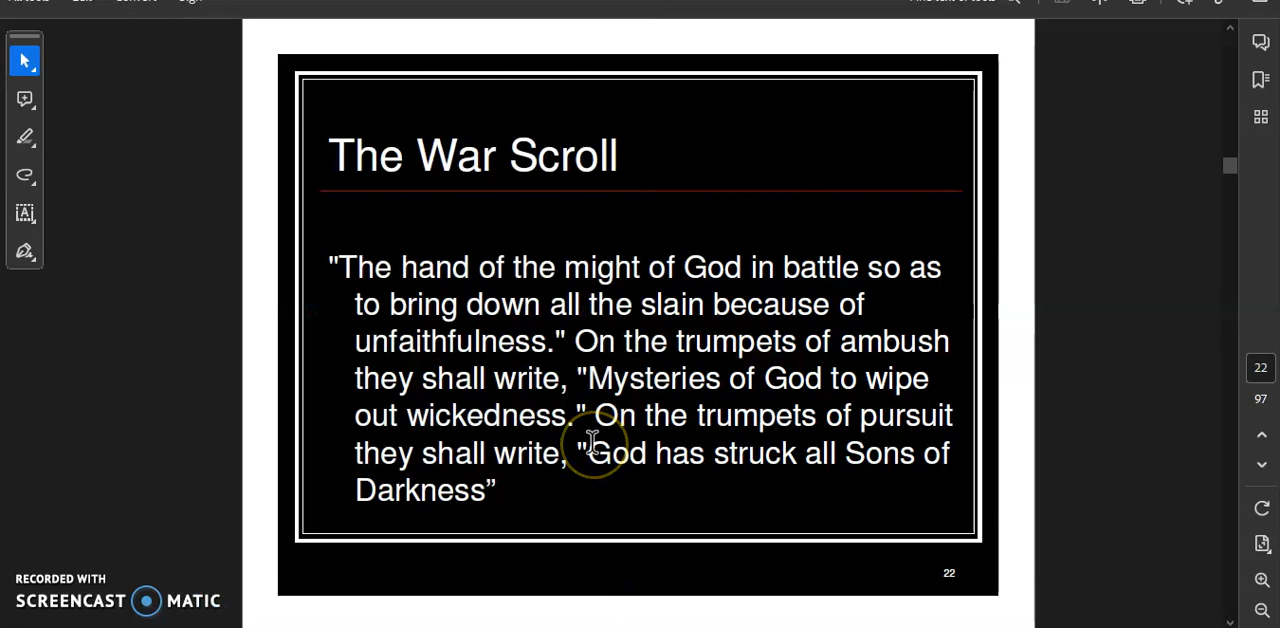 The War Scroll
"The hand of the might of God in battle so as
to bring down all the slain because of
unfaithfulness." On the trumpets of ambush
they shall write, "Mysteries of God to wipe
out wickedness." On the trumpets of pursuit
they shall write, "God has struck all Sons of
Darkness”
22
22
97
RECORDED WITH
SCREENCAST MATIC